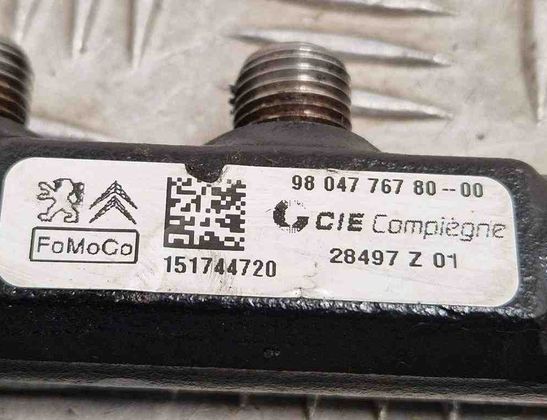 98 047 767 80--00
CIE Compiègne
FoMoCo
151744720
28497 Z 01